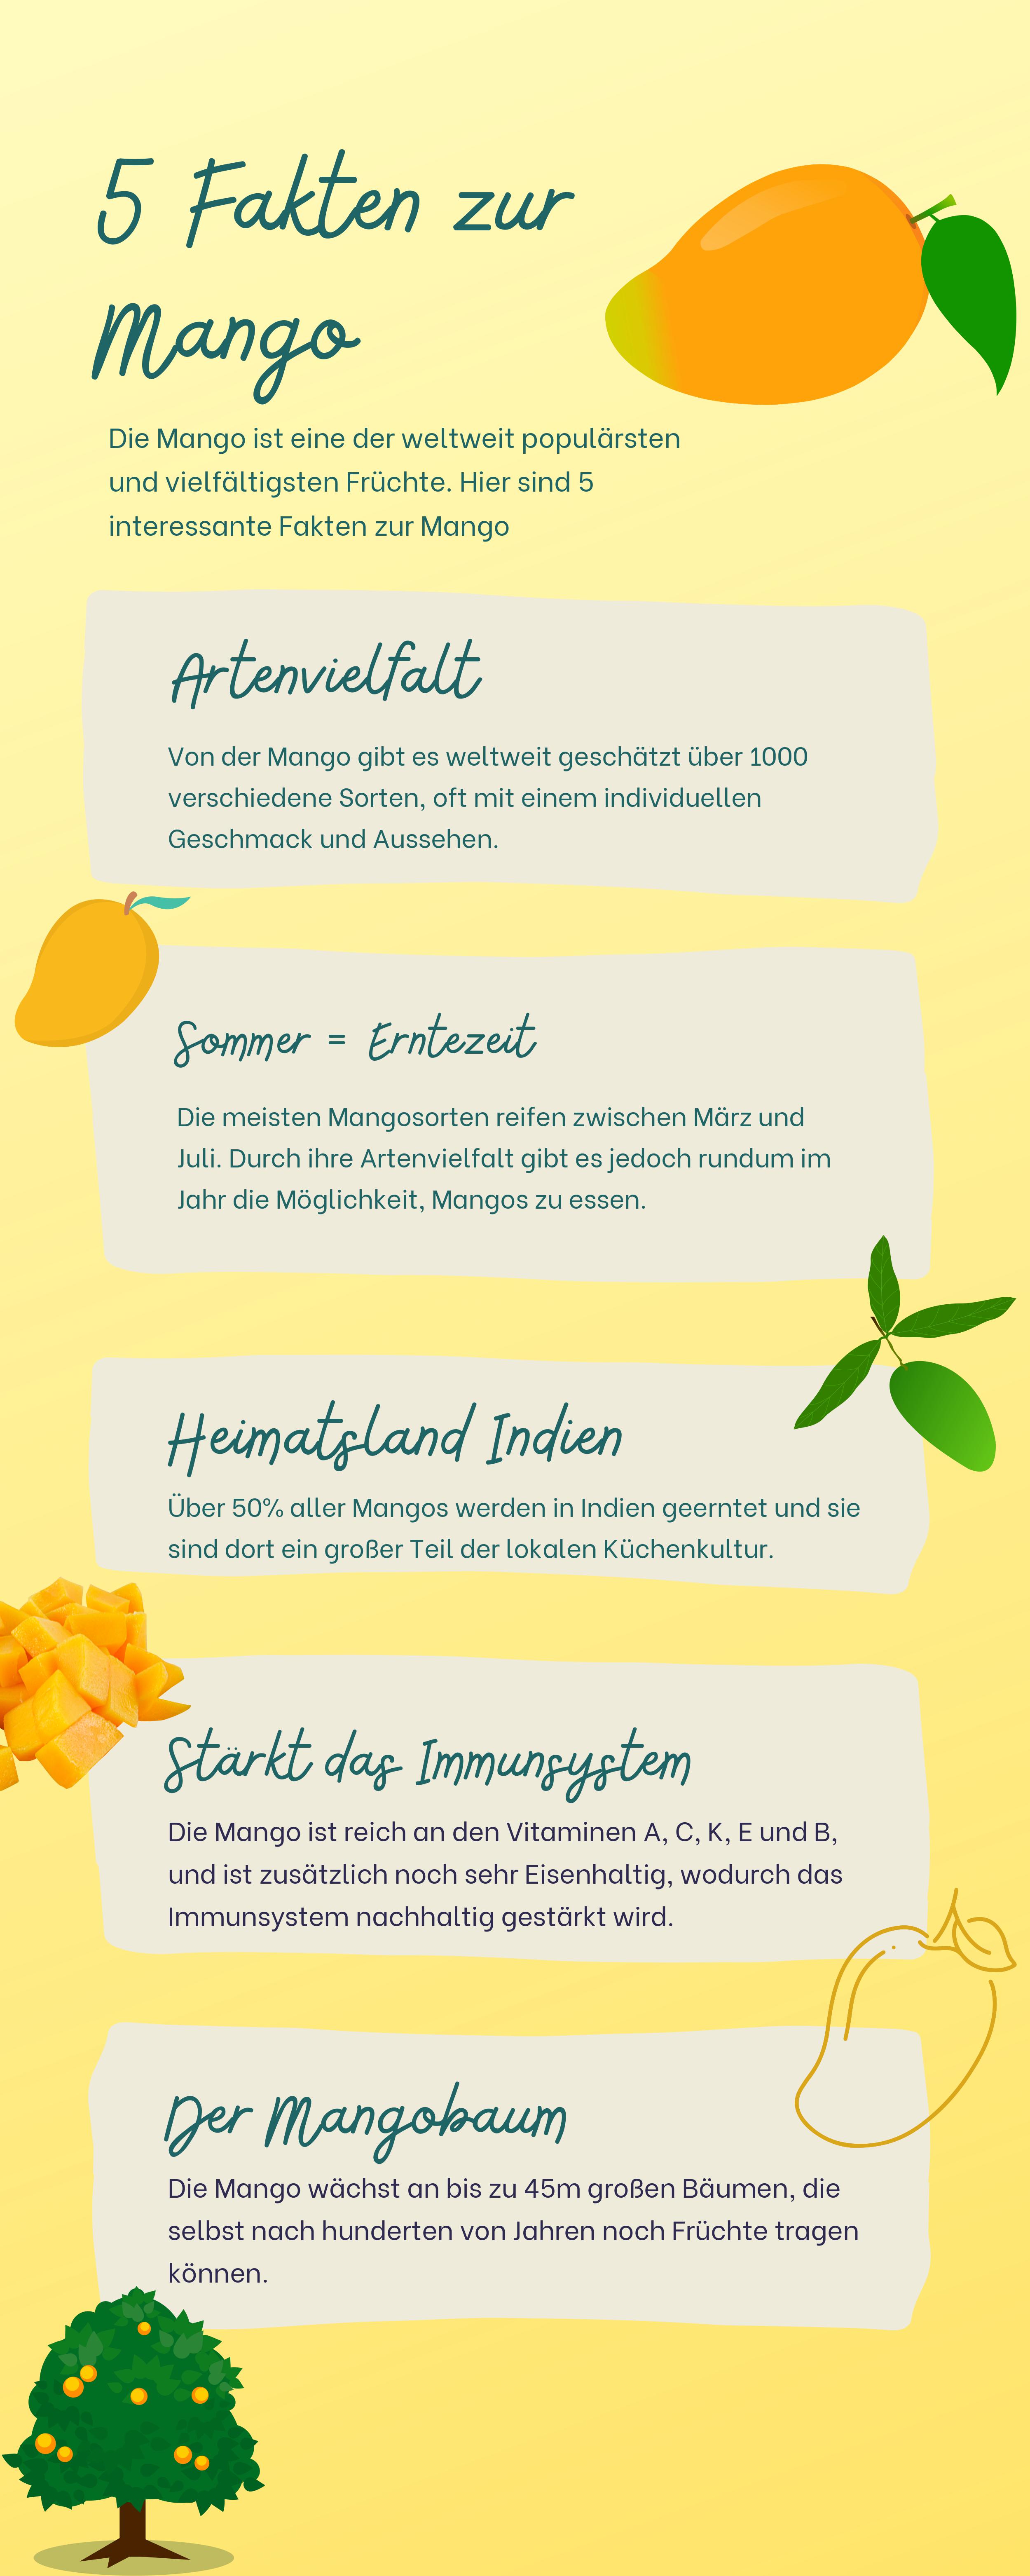 5 Fakten zur
Mango
Die Mango ist eine der weltweit populärsten
und vielfältigsten Früchte. Hier sind 5
interessante Fakten zur Mango
Artenvielfalt
Von der Mango gibt es weltweit geschätzt über 1000
verschiedene Sorten, oft mit einem individuellen
Geschmack und Aussehen.
Sommer = Erntezeit
Die meisten Mangosorten reifen zwischen März und
Juli. Durch ihre Artenvielfalt gibt es jedoch rundum im
Jahr die Möglichkeit, Mangos zu essen.
Heimatsland Indien
Über 50% aller Mangos werden in Indien geerntet und sie
sind dort ein großer Teil der lokalen Küchenkultur.
Stärkt das Immunsystem
Die Mango ist reich an den Vitaminen A, C, K, E und B,
und ist zusätzlich noch sehr Eisenhaltig, wodurch das
Immunsystem nachhaltig gestärkt wird.
Der Mangobaum
Die Mango wächst an bis zu 45m großen Bäumen, die
selbst nach hunderten von Jahren noch Früchte tragen
können.